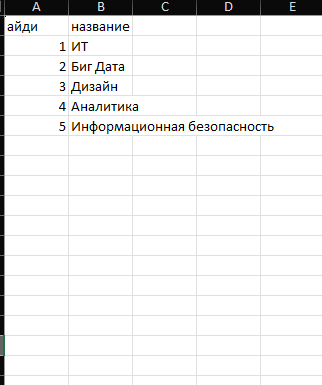 A B C D E
айди название
1 ИТ
2 Биг Дата
3 Дизайн
4 Аналитика
5 Информационная безопасность